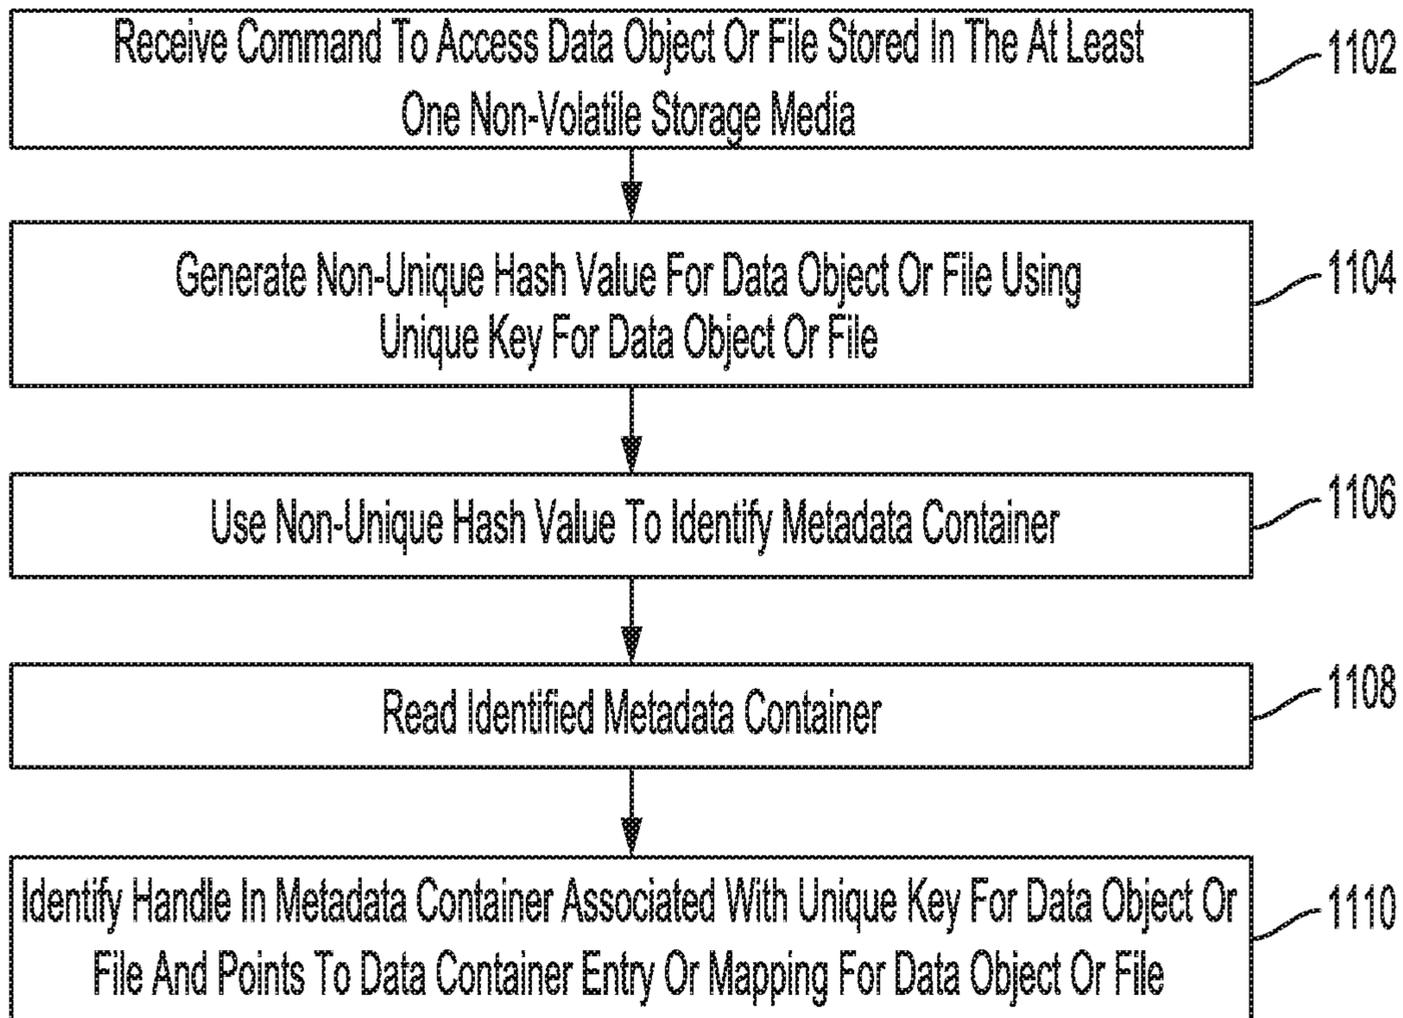 Receive Command To Access Data Object Or File Stored In The At Least
One Non-Volatile Storage Media
1102
Generate Non-Unique Hash Value For Data Object Or File Using
Unique Key For Data Object Or File
1104
Use Non-Unique Hash Value To Identify Metadata Container
1106
Read Identified Metadata Container
1108
Identify Handle In Metadata Container Associated With Unique Key For Data Object Or
File And Points To Data Container Entry Or Mapping For Data Object Or File
1110